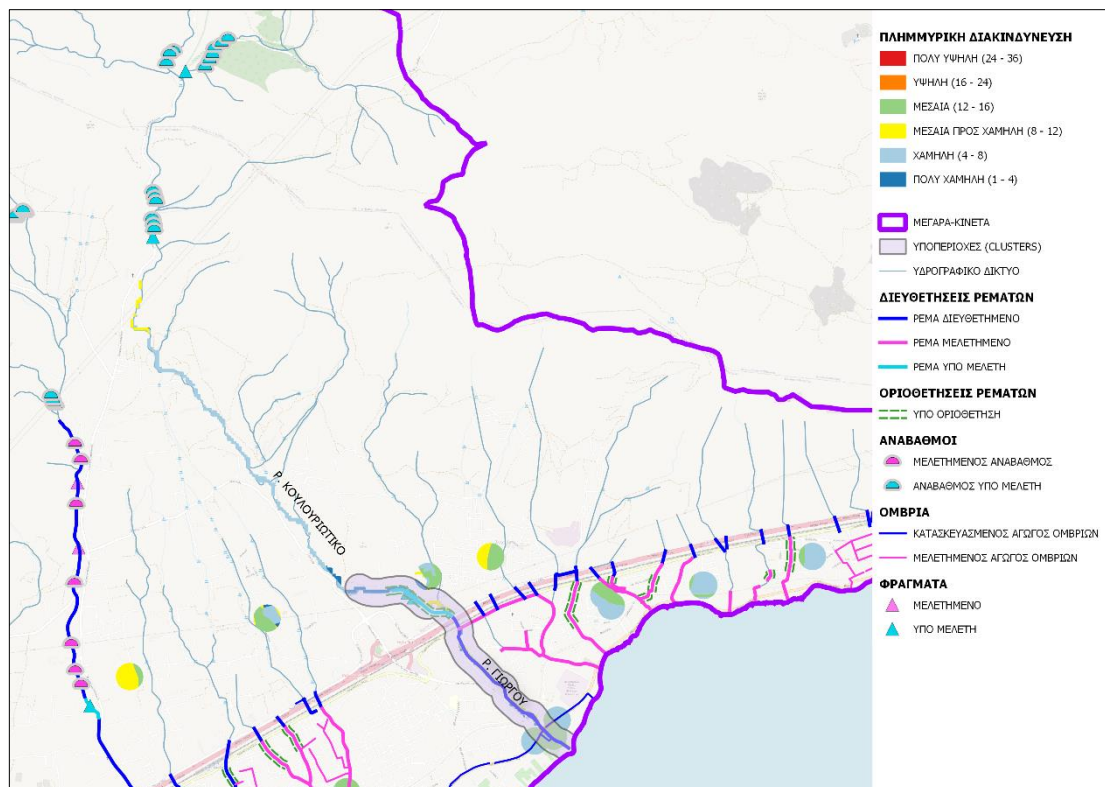 ΠΛΗΜΜΥΡΙΚΗ ΔΙΑΚΙΝΔΥΝΕΥΣΗ
ΠΟΛΥ ΥΨΗΛΗ (24 - 36)
ΥΨΗΛΗ (16 - 24)
ΜΕΣΑΙΑ (12 - 16)
ΜΕΣΑΙΑ ΠΡΟΣ ΧΑΜΗΛΗ (8 - 12)
ΧΑΜΗΛΗ (4 - 8)
ΠΟΛΥ ΧΑΜΗΛΗ (1 - 4)
ΜΕΓΑΡΑ-ΚΙΝΕΤΑ
ΥΠΟΠΕΡΙΟΧΕΣ (CLUSTERS)
ΥΔΡΟΓΡΑΦΙΚΟ ΔΙΚΤΥΟ
ΔΙΕΥΘΕΤΗΣΕΙΣ ΡΕΜΑΤΩΝ
ΡΕΜΑ ΔΙΕΥΘΕΤΗΜΕΝΟ
ΡΕΜΑ ΜΕΛΕΤΗΜΕΝΟ
ΡΕΜΑ ΥΠΟ ΜΕΛΕΤΗ
ΟΡΙΟΘΕΤΗΣΕΙΣ ΡΕΜΑΤΩΝ
ΥΠΟ ΟΡΙΟΘΕΤΗΣΗ
ΑΝΑΒΑΘΜΟΙ
ΜΕΛΕΤΗΜΕΝΟΣ ΑΝΑΒΑΘΜΟΣ
ΑΝΑΒΑΘΜΟΣ ΥΠΟ ΜΕΛΕΤΗ
ΟΜΒΡΙΑ
ΚΑΤΑΣΚΕΥΑΣΜΕΝΟΣ ΑΓΩΓΟΣ ΟΜΒΡΙΩΝ
ΜΕΛΕΤΗΜΕΝΟΣ ΑΓΩΓΟΣ ΟΜΒΡΙΩΝ
ΦΡΑΓΜΑΤΑ
ΜΕΛΕΤΗΜΕΝΟ
ΥΠΟ ΜΕΛΕΤΗ
Ρ. ΚΟΥΛΟΥΡΙΩΤΙΚΟ
Ρ. ΓΙΩΡΓΟΥ